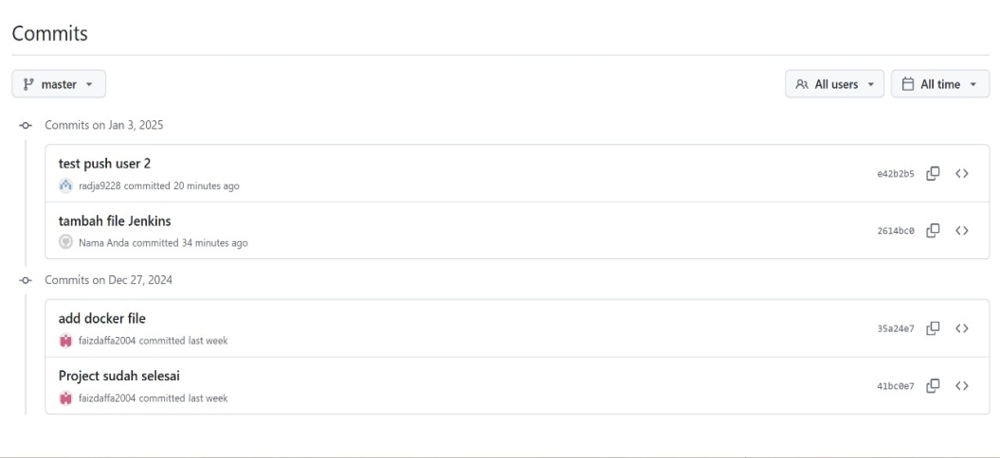 Commits
master
All users
All time
Commits on Jan 3, 2025
test push user 2
e42b2b5
radja9228 committed 20 minutes ago
tambah file Jenkins
2614bc0
Nama Anda committed 34 minutes ago
Commits on Dec 27, 2024
add docker file
35a24e7
faizdaffa2004 committed last week
Project sudah selesai
41bc0e7
faizdaffa2004 committed last week